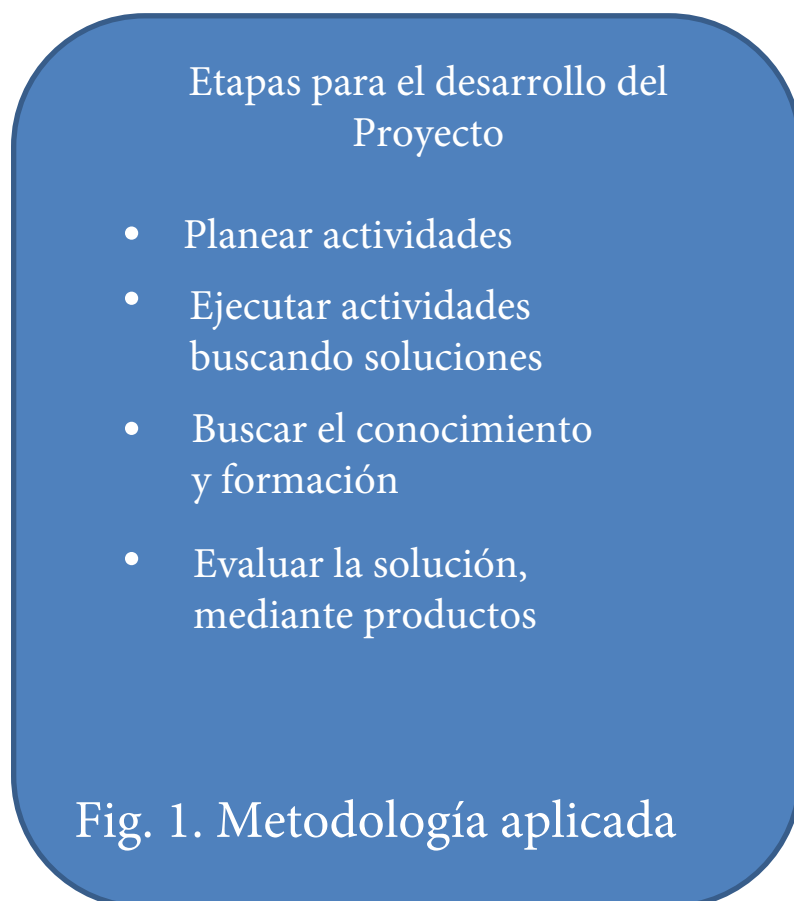 Etapas para el desarrollo del
Proyecto
• Planear actividades
• Ejecutar actividades
buscando soluciones
• Buscar el conocimiento
y formación
• Evaluar la solución,
mediante productos
Fig. 1. Metodología aplicada